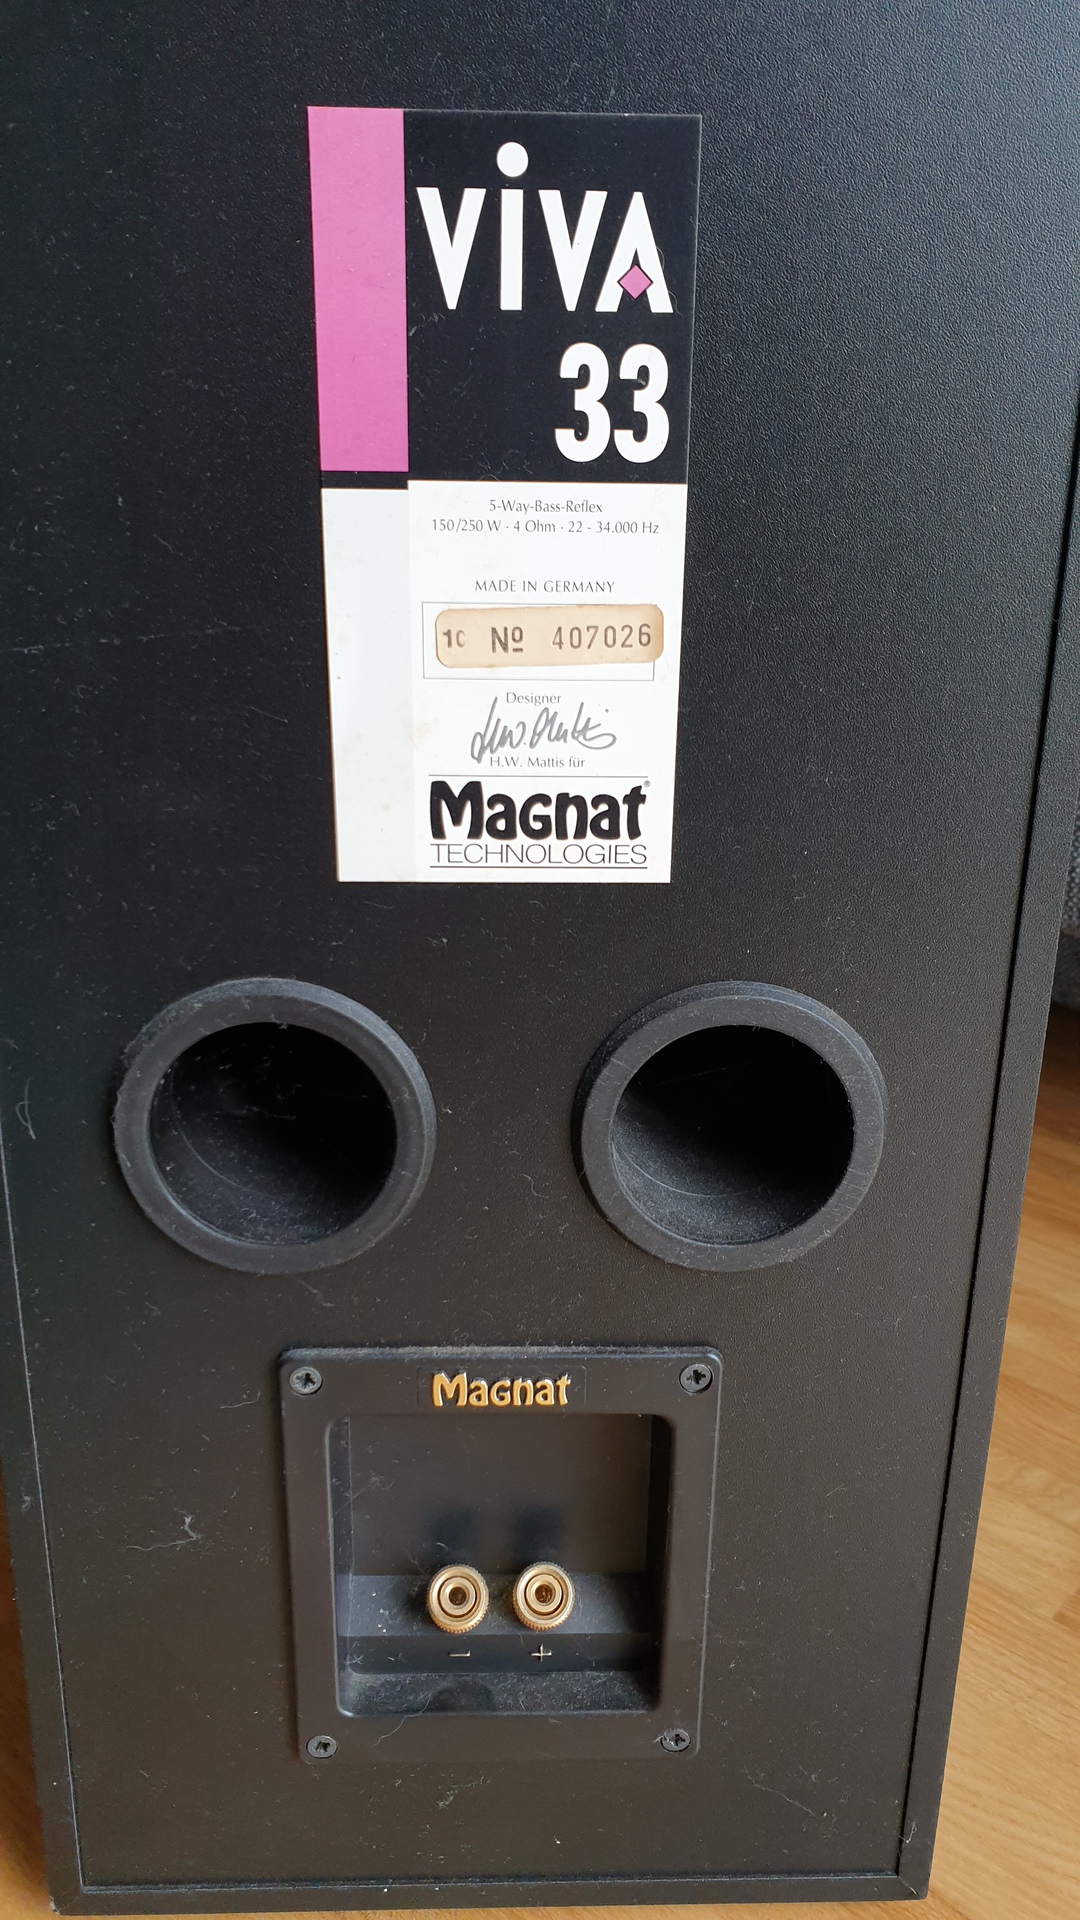 ViVA
33
5-Way-Bass-Reflex
150/250 W · 4 Ohm · 22 - 34.000 Hz
MADE IN GERMANY
10 Nº 407026
Designer
H.W. Mattis für
Magnat®
TECHNOLOGIES
Magnat
− +